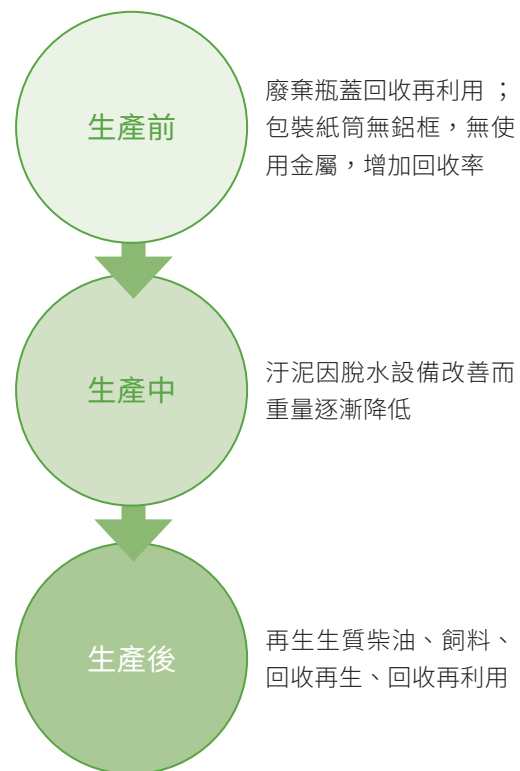 生產前
廢棄瓶蓋回收再利用；
包裝紙筒無鋁框，無使
用金屬，增加回收率
生產中
汙泥因脫水設備改善而
重量逐漸降低
生產後
再生生質柴油、飼料、
回收再生、回收再利用